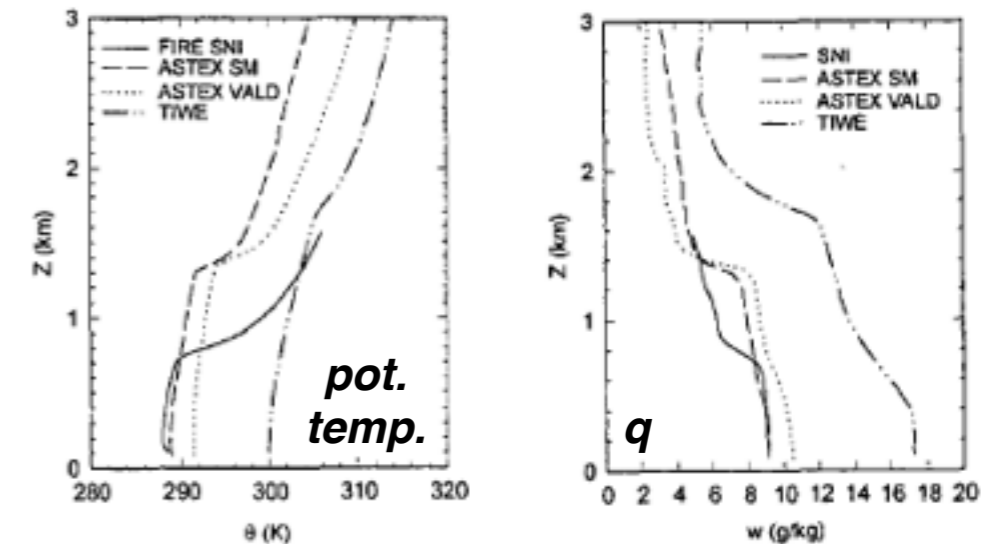 3
FIRE SNI
ASTEX SM
ASTEX VALD
TIWE
2
Z (km)
1
pot.
temp.
0
280 290 300 310 320
θ (K)
3
SNI
ASTEX SM
ASTEX VALD
TIWE
2
Z (km)
1
q
0
0 2 4 6 8 10 12 14 16 18 20
w (g/kg)